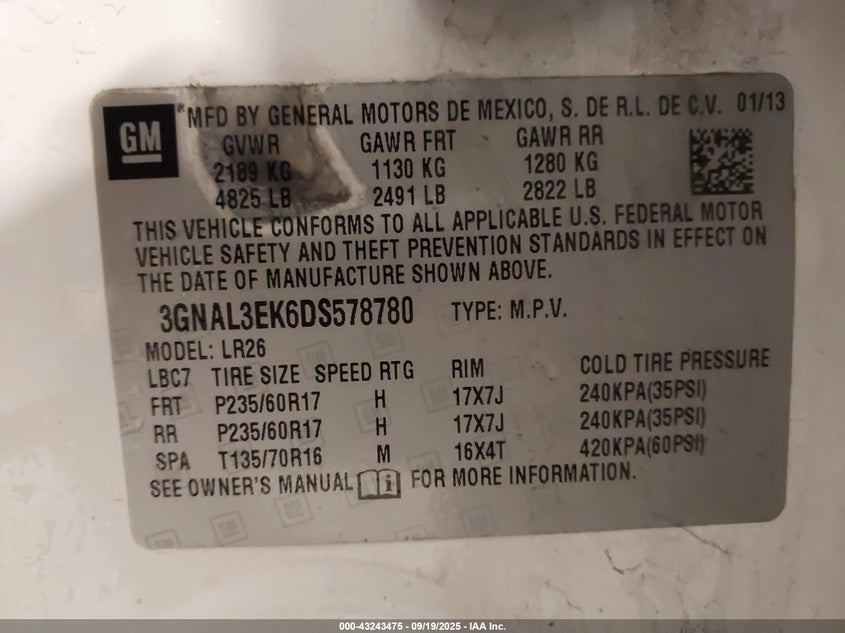 GM
*MFD BY GENERAL MOTORS DE MEXICO, S. DE R.L. DE C.V. 01/13
GVWR GAWR FRT GAWR RR
2189 KG 1130 KG 1280 KG
4825 LB 2491 LB 2822 LB
THIS VEHICLE CONFORMS TO ALL APPLICABLE U.S. FEDERAL MOTOR
VEHICLE SAFETY AND THEFT PREVENTION STANDARDS IN EFFECT ON
THE DATE OF MANUFACTURE SHOWN ABOVE.
3GNAL3EK6DS578780 TYPE: M.P.V.
MODEL: LR26
LBC7 TIRE SIZE SPEED RTG RIM COLD TIRE PRESSURE
FRT P235/60R17 H 17X7J 240KPA(35PSI)
RR P235/60R17 H 17X7J 240KPA(35PSI)
SPA T135/70R16 M 16X4T 420KPA(60PSI)
SEE OWNER'S MANUAL FOR MORE INFORMATION.
000-43243475 - 09/19/2025 - IAA Inc.